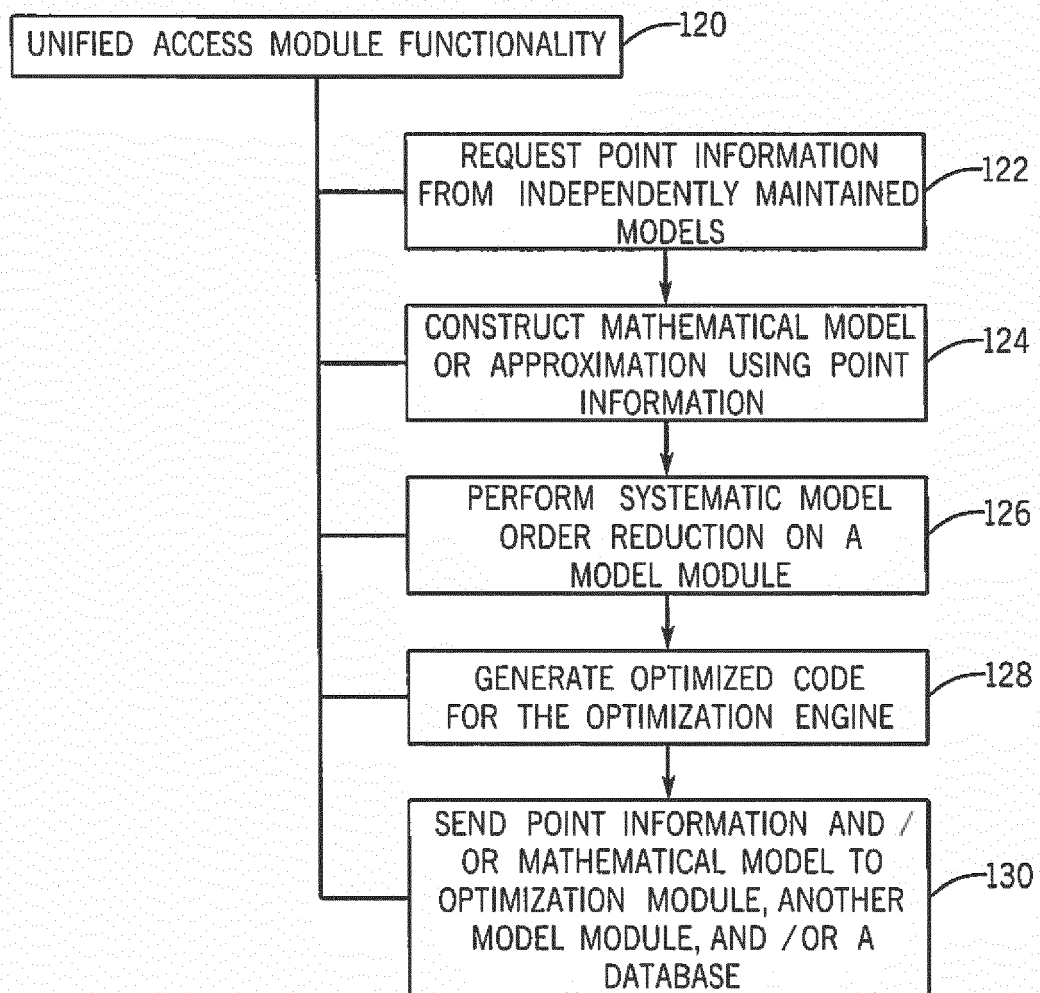 UNIFIED ACCESS MODULE FUNCTIONALITY
120
REQUEST POINT INFORMATION
FROM INDEPENDENTLY MAINTAINED
MODELS
122
CONSTRUCT MATHEMATICAL MODEL
OR APPROXIMATION USING POINT
INFORMATION
124
PERFORM SYSTEMATIC MODEL
ORDER REDUCTION ON A
MODEL MODULE
126
GENERATE OPTIMIZED CODE
FOR THE OPTIMIZATION ENGINE
128
SEND POINT INFORMATION AND /
OR MATHEMATICAL MODEL TO
OPTIMIZATION MODULE, ANOTHER
MODEL MODULE, AND /OR A
DATABASE
130